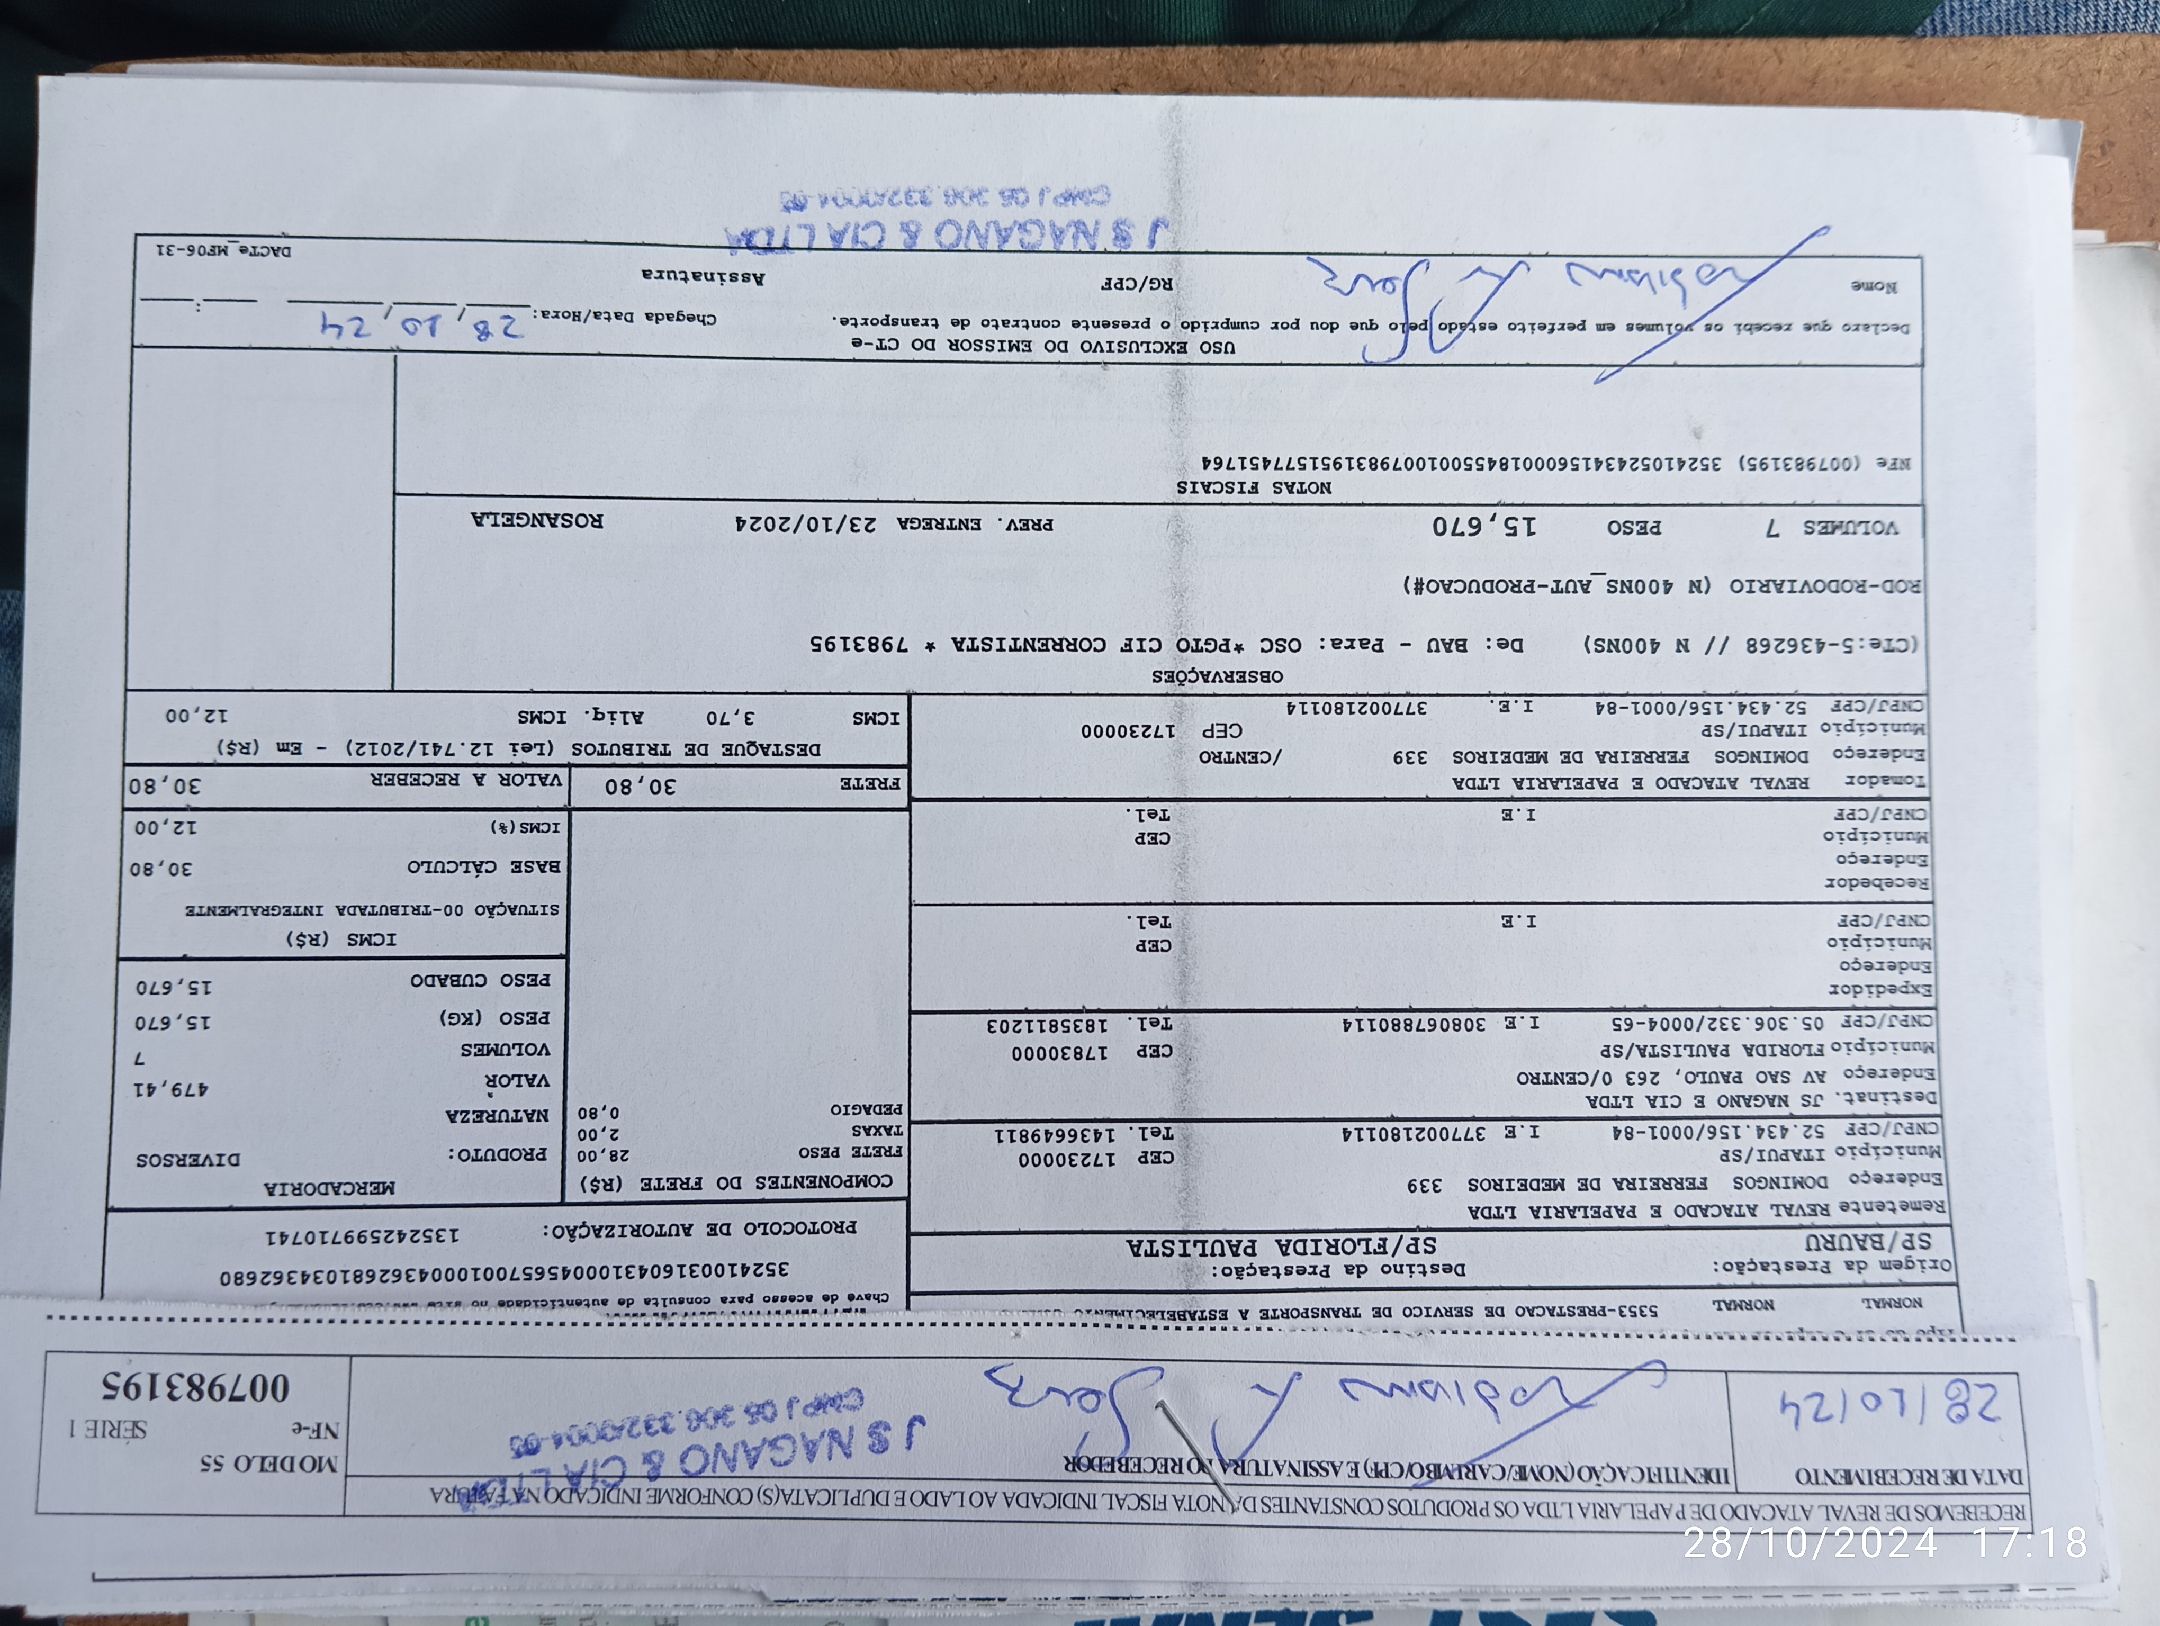 RECEBEMOS DE REVAL ATACADO DE PAPELARIA LTDA OS PRODUTOS CONSTANTES DA NOTA FISCAL INDICADA AO LADO E DUPLICATA(S) CONFORME INDICADO NA FATURA
DATA DE RECEBIMENTO
28/10/24
IDENTIFICAÇÃO (NOME/CARIMBO/CPF) E ASSINATURA DO RECEBEDOR
J S NAGANO & CIA LTDA
MODELO 55
NF-e SÉRIE 1
007983195
NORMAL NORMAL 5353-PRESTACAO DE SERVICO DE TRANSPORTE A
Origem da Prestação:
SP/BAURU
Destino da Prestação:
SP/FLORIDA PAULISTA
Chave de acesso para consulta de autenticidade no site
35241003160431000456570010004362681034362680
PROTOCOLO DE AUTORIZAÇÃO: 135242599710741
Remetente REVAL ATACADO E PAPELARIA LTDA
Endereço DOMINGOS FERREIRA DE MEDEIROS 339
Município ITAPUI/SP CEP 17230000
CNPJ/CPF 52.434.156/0001-84 I.E 377002180114 Tel. 1436649811
Destinat. JS NAGANO E CIA LTDA
Endereço AV SAO PAULO, 263 0/CENTRO
Município FLORIDA PAULISTA/SP CEP 17830000
CNPJ/CPF 05.306.332/0004-65 I.E 308067880114 Tel. 1835811203
Expedidor
Endereço
Município CEP
CNPJ/CPF I.E Tel.
Recebedor
Endereço
Município CEP
CNPJ/CPF I.E Tel.
Tomador REVAL ATACADO E PAPELARIA LTDA
Endereço DOMINGOS FERREIRA DE MEDEIROS 339 /CENTRO
Município ITAPUI/SP CEP 17230000
CNPJ/CPF 52.434.156/0001-84 I.E. 377002180114
COMPONENTES DO FRETE (R$)
FRETE PESO 28,00
TAXAS 2,00
PEDAGIO 0,80
MERCADORIA
PRODUTO: DIVERSOS
NATUREZA
VALOR 479,41
VOLUMES 7
PESO (KG) 15,670
PESO CUBADO 15,670
ICMS (R$)
SITUAÇÃO 00-TRIBUTADA INTEGRALMENTE
BASE CÁLCULO 30,80
ICMS(%) 12,00
FRETE 30,80
VALOR A RECEBER 30,80
DESTAQUE DE TRIBUTOS (Lei 12.741/2012) - Em (R$)
ICMS 3,70 Aliq. ICMS 12,00
OBSERVAÇÕES
(CTe:5-436268 // N 400NS) De: BAU - Para: OSC *PGTO CIF CORRENTISTA * 7983195
ROD-RODOVIARIO (N 400NS_AUT-PRODUCAO#)
VOLUMES 7 PESO 15,670 PREV. ENTREGA 23/10/2024 ROSANGELA
NOTAS FISCAIS
NFe (007983195) 35241052434156000184550010079831951577451764
USO EXCLUSIVO DO EMISSOR DO CT-e
Declaro que recebi os volumes em perfeito estado pelo que dou por cumprido o presente contrato de transporte.
Chegada Data/Hora: 28/10/24 :
Nome RG/CPF Assinatura
DACTe_MF06-31
J S NAGANO & CIA LTDA
28/10/2024 17:18